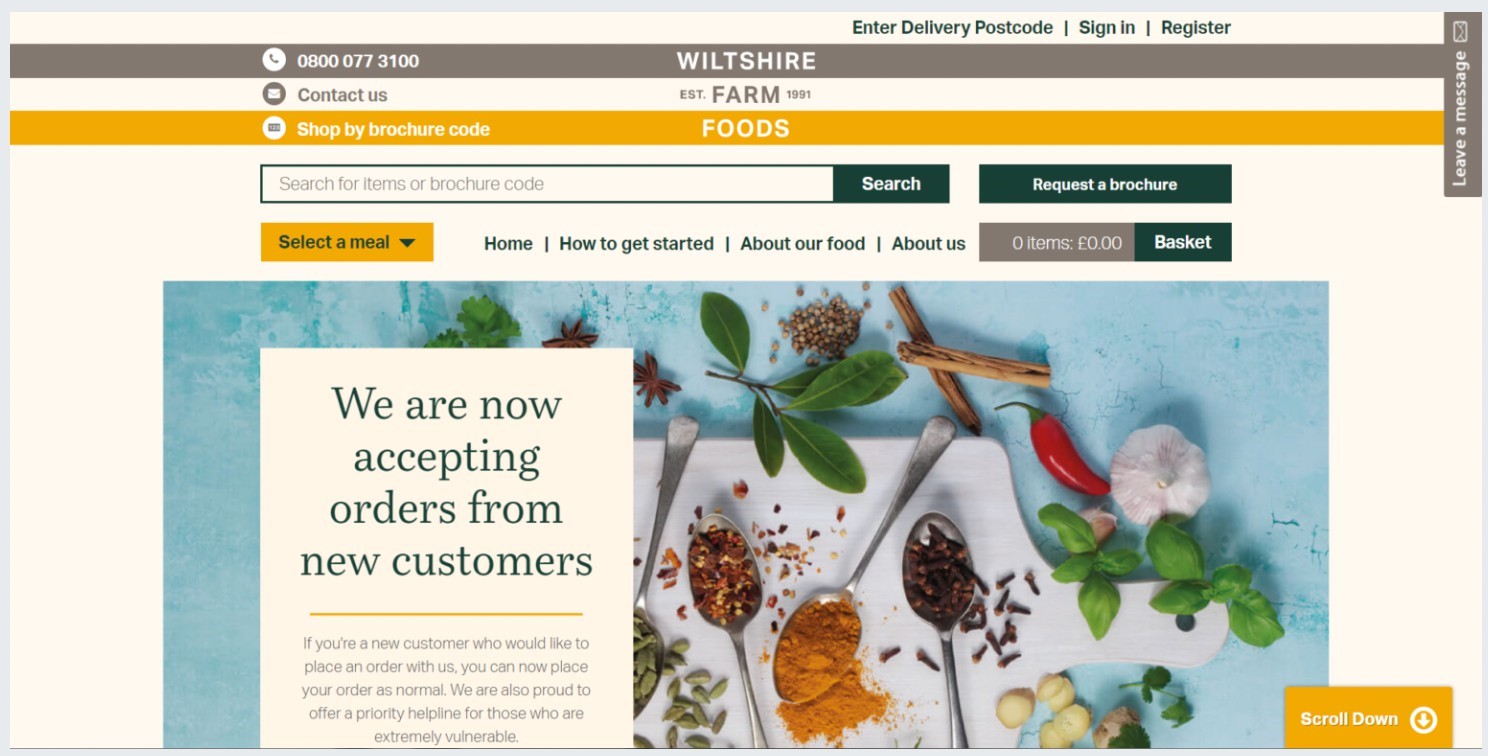 Enter Delivery Postcode | Sign in | Register
0800 077 3100
WILTSHIRE
Contact us
EST. FARM 1991
Shop by brochure code
FOODS
Leave a message
Search for items or brochure code
Search
Request a brochure
Select a meal
Home | How to get started | About our food | About us
0 items: £0.00
Basket
We are now
accepting
orders from
new customers
If you're a new customer who would like to
place an order with us, you can now place
your order as normal. We are also proud to
offer a priority helpline for those who are
extremely vulnerable.
Scroll Down